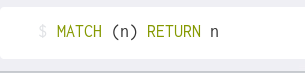 $ MATCH (n) RETURN n